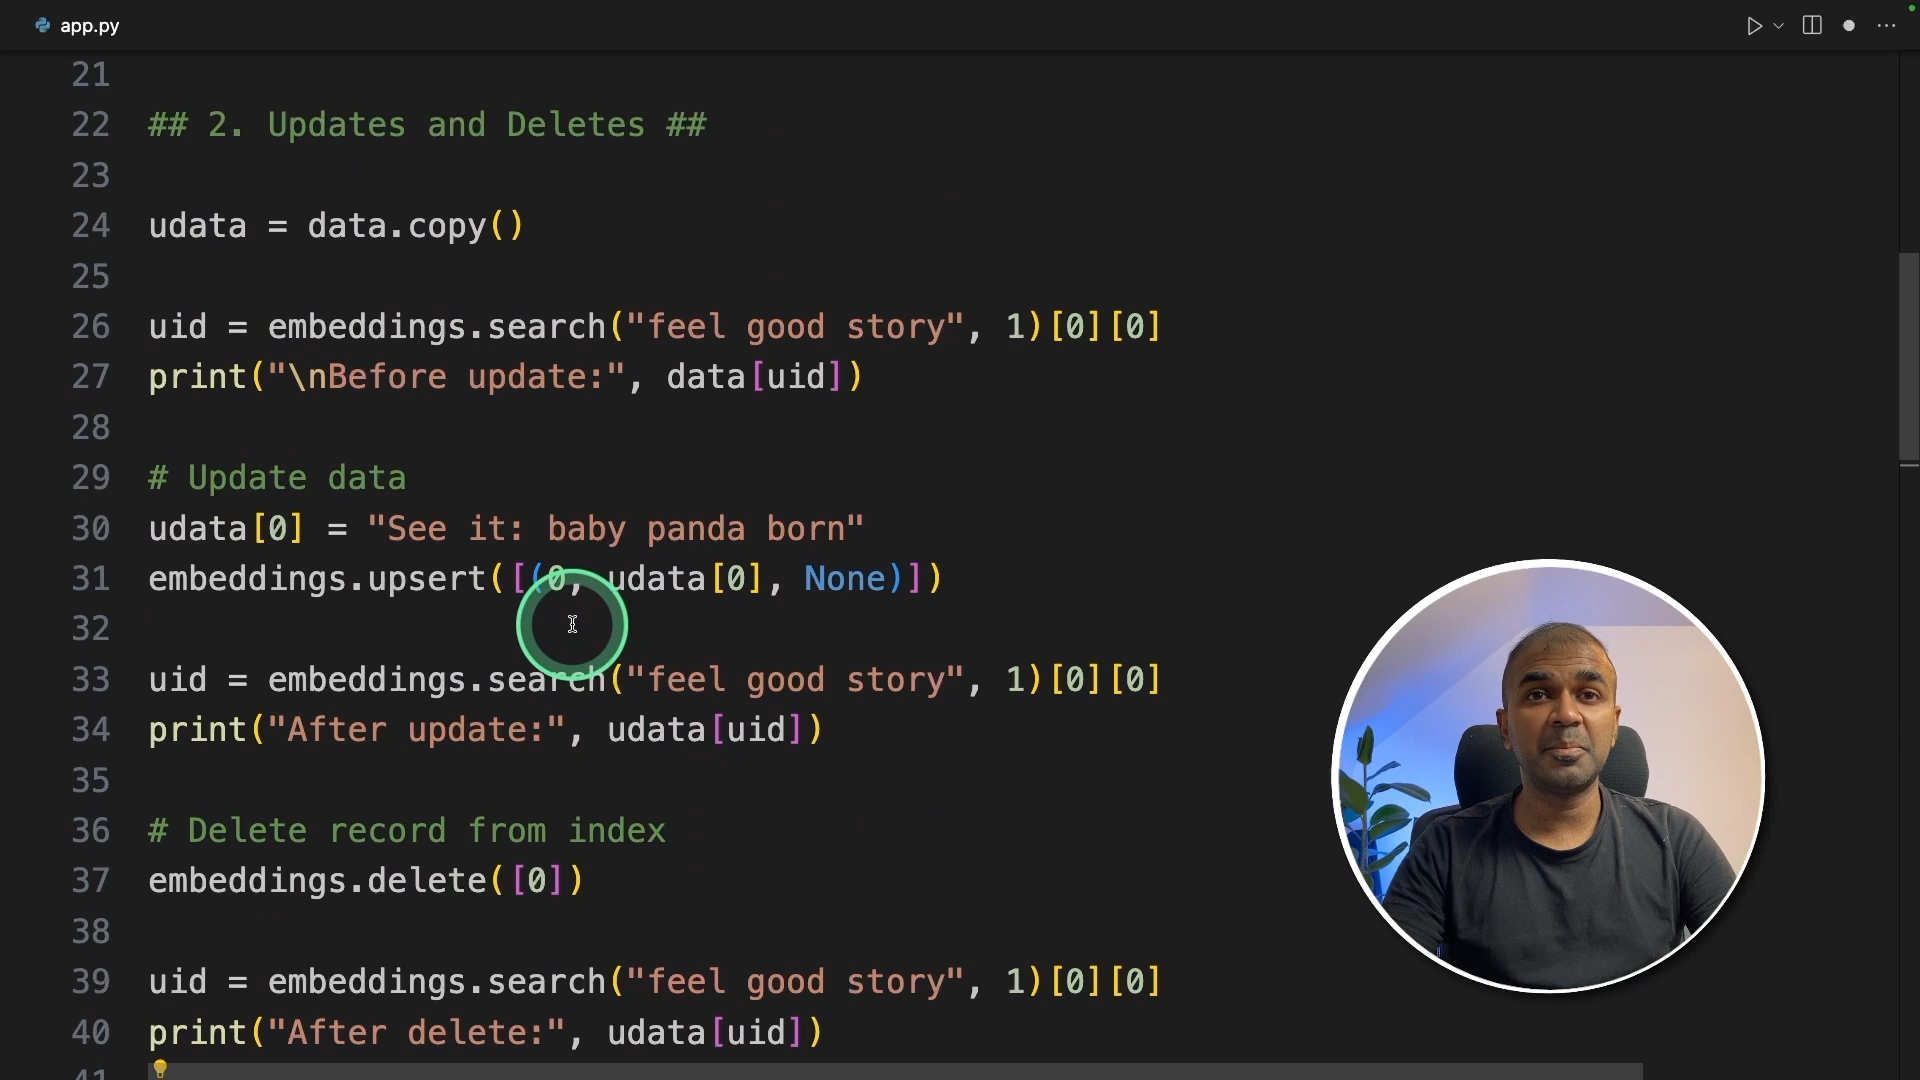 app.py
21
22 ## 2. Updates and Deletes ##
23
24 udata = data.copy()
25
26 uid = embeddings.search("feel good story", 1)[0][0]
27 print("\nBefore update:", data[uid])
28
29 # Update data
30 udata[0] = "See it: baby panda born"
31 embeddings.upsert([(0, udata[0], None)])
32
33 uid = embeddings.search("feel good story", 1)[0][0]
34 print("After update:", udata[uid])
35
36 # Delete record from index
37 embeddings.delete([0])
38
39 uid = embeddings.search("feel good story", 1)[0][0]
40 print("After delete:", udata[uid])
41